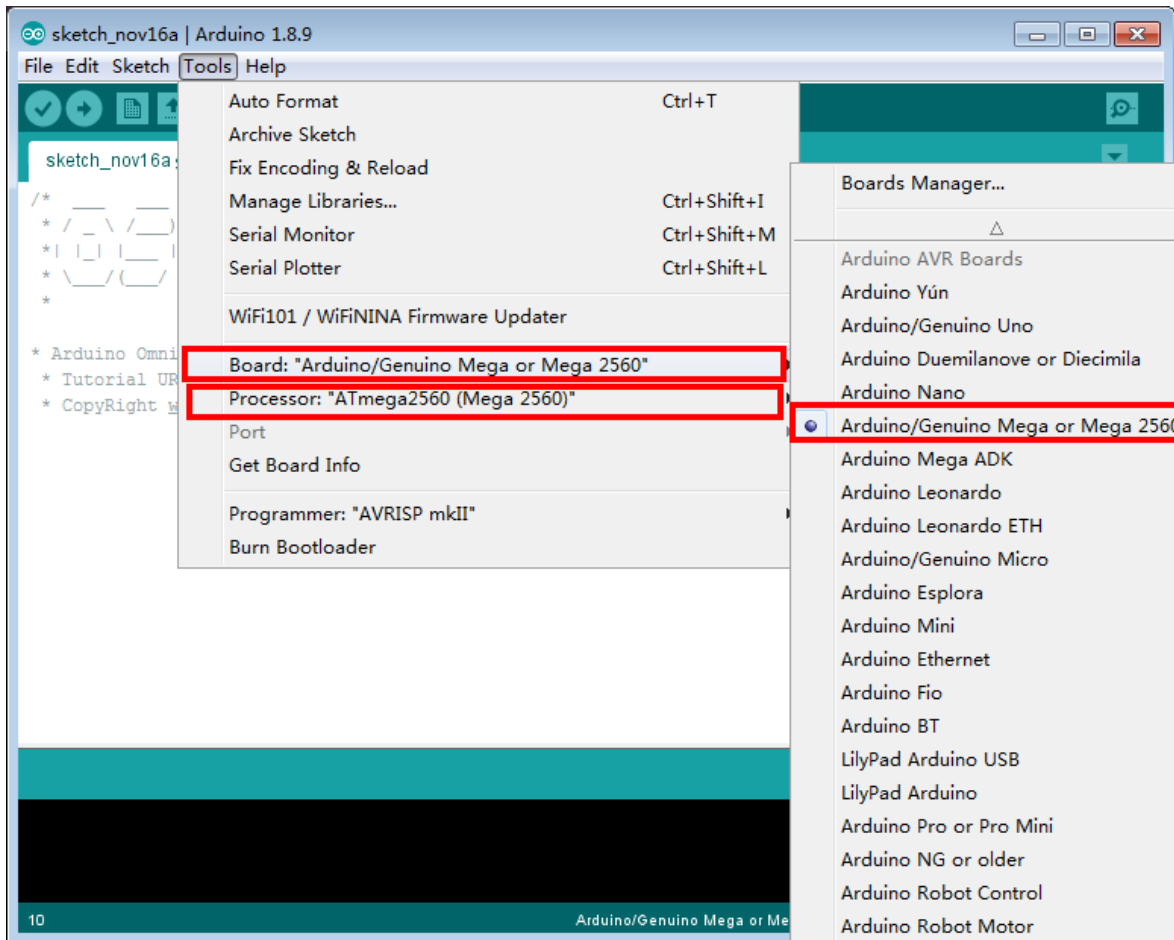 sketch_nov16a | Arduino 1.8.9
File Edit Sketch Tools Help
sketch_nov16a
/* ___ ___
* / _ \ /___)
*| |_| |___ |
* \___/(___/
*
* Arduino Omni
* Tutorial UR
* CopyRight w
Auto Format Ctrl+T
Archive Sketch
Fix Encoding & Reload
Manage Libraries... Ctrl+Shift+I
Serial Monitor Ctrl+Shift+M
Serial Plotter Ctrl+Shift+L
WiFi101 / WiFiNINA Firmware Updater
Board: "Arduino/Genuino Mega or Mega 2560"
Processor: "ATmega2560 (Mega 2560)"
Port
Get Board Info
Programmer: "AVRISP mkII"
Burn Bootloader
Boards Manager...
Arduino AVR Boards
Arduino Yún
Arduino/Genuino Uno
Arduino Duemilanove or Diecimila
Arduino Nano
Arduino/Genuino Mega or Mega 2560
Arduino Mega ADK
Arduino Leonardo
Arduino Leonardo ETH
Arduino/Genuino Micro
Arduino Esplora
Arduino Mini
Arduino Ethernet
Arduino Fio
Arduino BT
LilyPad Arduino USB
LilyPad Arduino
Arduino Pro or Pro Mini
Arduino NG or older
Arduino Robot Control
Arduino Robot Motor
10 Arduino/Genuino Mega or Me